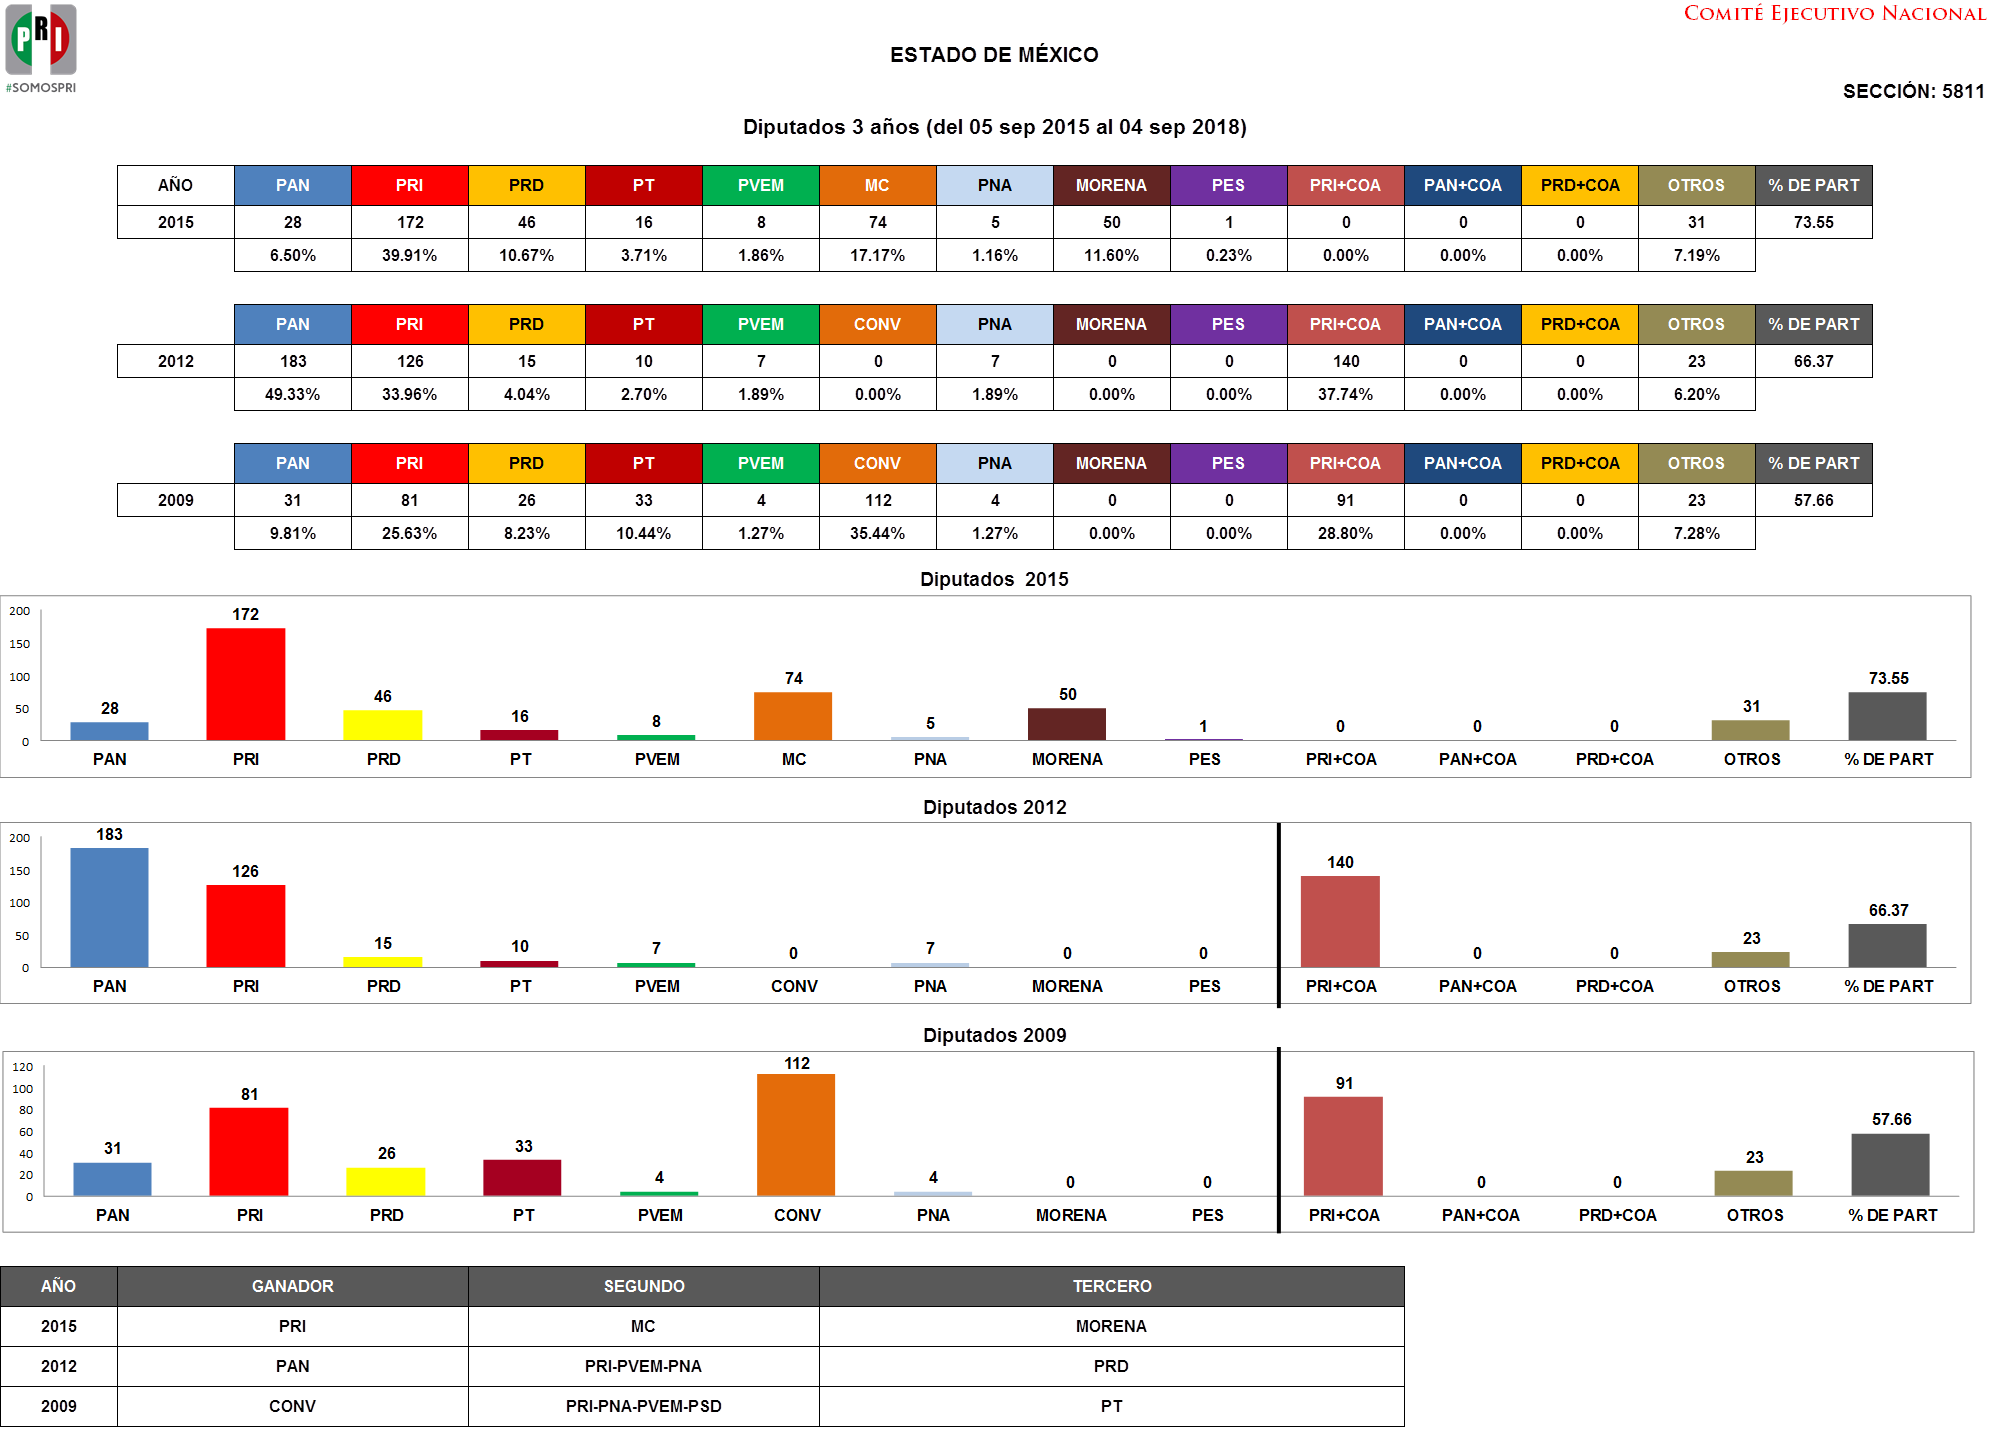 PRI
#SOMOSPRI
COMITÉ EJECUTIVO NACIONAL
ESTADO DE MÉXICO
SECCIÓN: 5811
Diputados 3 años (del 05 sep 2015 al 04 sep 2018)
AÑO PAN PRI PRD PT PVEM MC PNA MORENA PES PRI+COA PAN+COA PRD+COA OTROS % DE PART
2015 28 172 46 16 8 74 5 50 1 0 0 0 31 73.55
6.50% 39.91% 10.67% 3.71% 1.86% 17.17% 1.16% 11.60% 0.23% 0.00% 0.00% 0.00% 7.19%
PAN PRI PRD PT PVEM CONV PNA MORENA PES PRI+COA PAN+COA PRD+COA OTROS % DE PART
2012 183 126 15 10 7 0 7 0 0 140 0 0 23 66.37
49.33% 33.96% 4.04% 2.70% 1.89% 0.00% 1.89% 0.00% 0.00% 37.74% 0.00% 0.00% 6.20%
PAN PRI PRD PT PVEM CONV PNA MORENA PES PRI+COA PAN+COA PRD+COA OTROS % DE PART
2009 31 81 26 33 4 112 4 0 0 91 0 0 23 57.66
9.81% 25.63% 8.23% 10.44% 1.27% 35.44% 1.27% 0.00% 0.00% 28.80% 0.00% 0.00% 7.28%
Diputados 2015
200
150
100
50
0
28 172 46 16 8 74 5 50 1 0 0 0 31 73.55
PAN PRI PRD PT PVEM MC PNA MORENA PES PRI+COA PAN+COA PRD+COA OTROS % DE PART
Diputados 2012
200
150
100
50
0
183 126 15 10 7 0 7 0 0 140 0 0 23 66.37
PAN PRI PRD PT PVEM CONV PNA MORENA PES PRI+COA PAN+COA PRD+COA OTROS % DE PART
Diputados 2009
120
100
80
60
40
20
0
31 81 26 33 4 112 4 0 0 91 0 0 23 57.66
PAN PRI PRD PT PVEM CONV PNA MORENA PES PRI+COA PAN+COA PRD+COA OTROS % DE PART
AÑO GANADOR SEGUNDO TERCERO
2015 PRI MC MORENA
2012 PAN PRI-PVEM-PNA PRD
2009 CONV PRI-PNA-PVEM-PSD PT